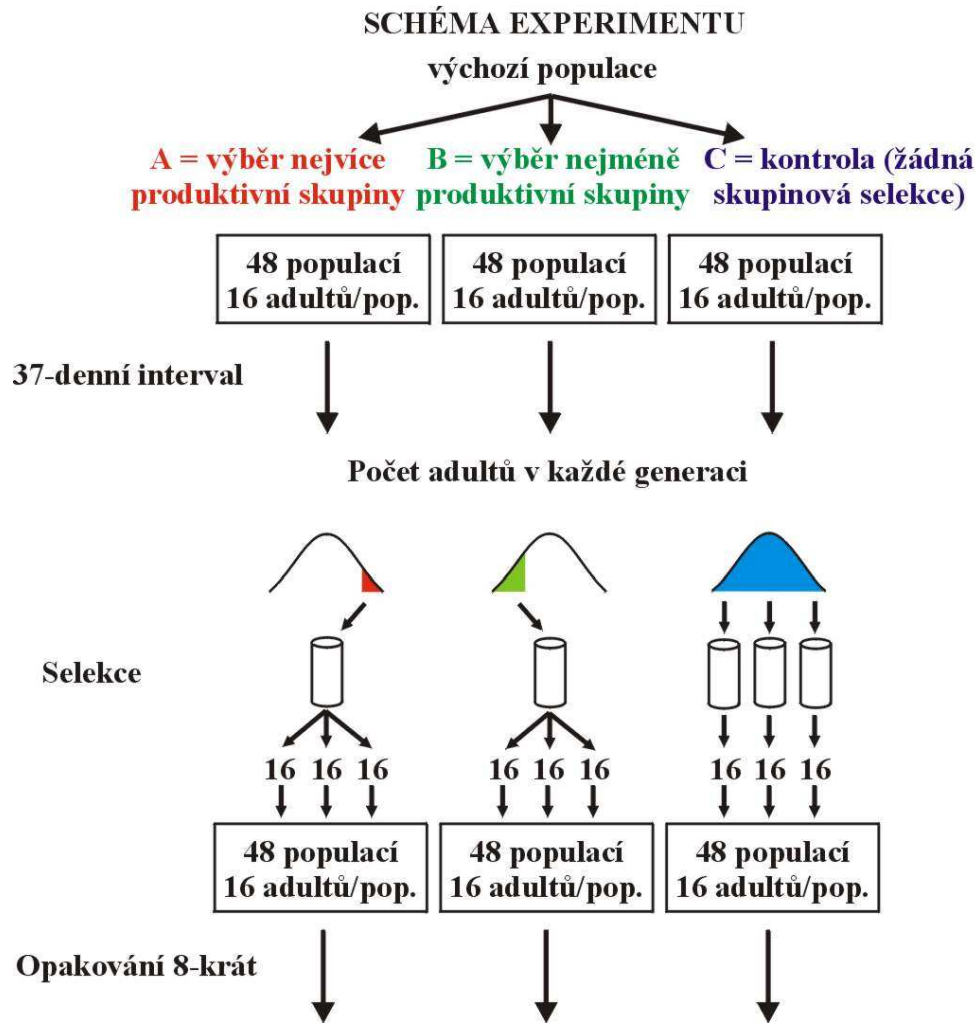 SCHÉMA EXPERIMENTU
výchozí populace
A = výběr nejvíce
produktivní skupiny
B = výběr nejméně
produktivní skupiny
C = kontrola (žádná
skupinová selekce)
48 populací
16 adultů/pop.
48 populací
16 adultů/pop.
48 populací
16 adultů/pop.
37-denní interval
Počet adultů v každé generaci
Selekce
16 16 16
16 16 16
16 16 16
48 populací
16 adultů/pop.
48 populací
16 adultů/pop.
48 populací
16 adultů/pop.
Opakování 8-krát